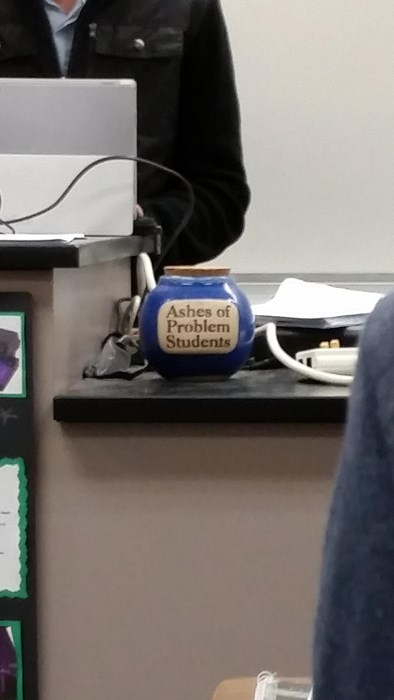 Ashes of
Problem
Students